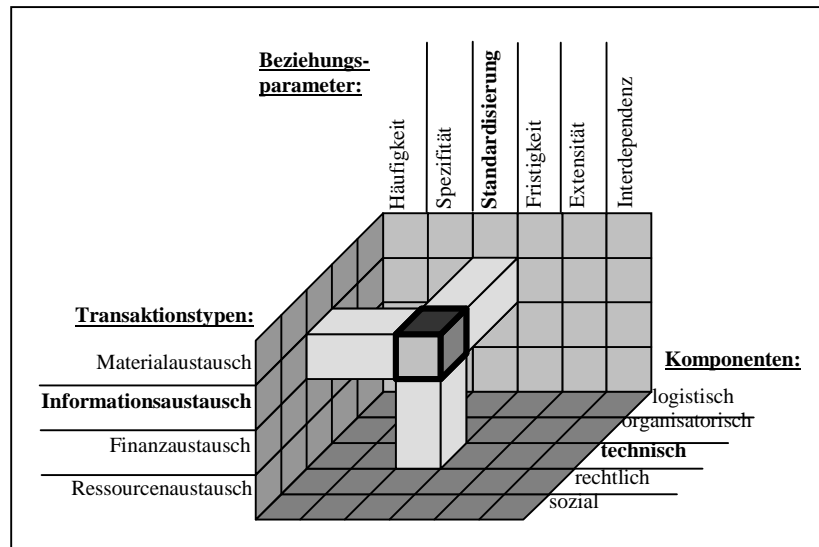 Beziehungs-
parameter:
Häufigkeit
Spezifität
Standardisierung
Fristigkeit
Extensität
Interdependenz
Transaktionstypen:
Materialaustausch
Informationsaustausch
Finanzaustausch
Ressourcenaustausch
Komponenten:
logistisch
organisatorisch
technisch
rechtlich
sozial